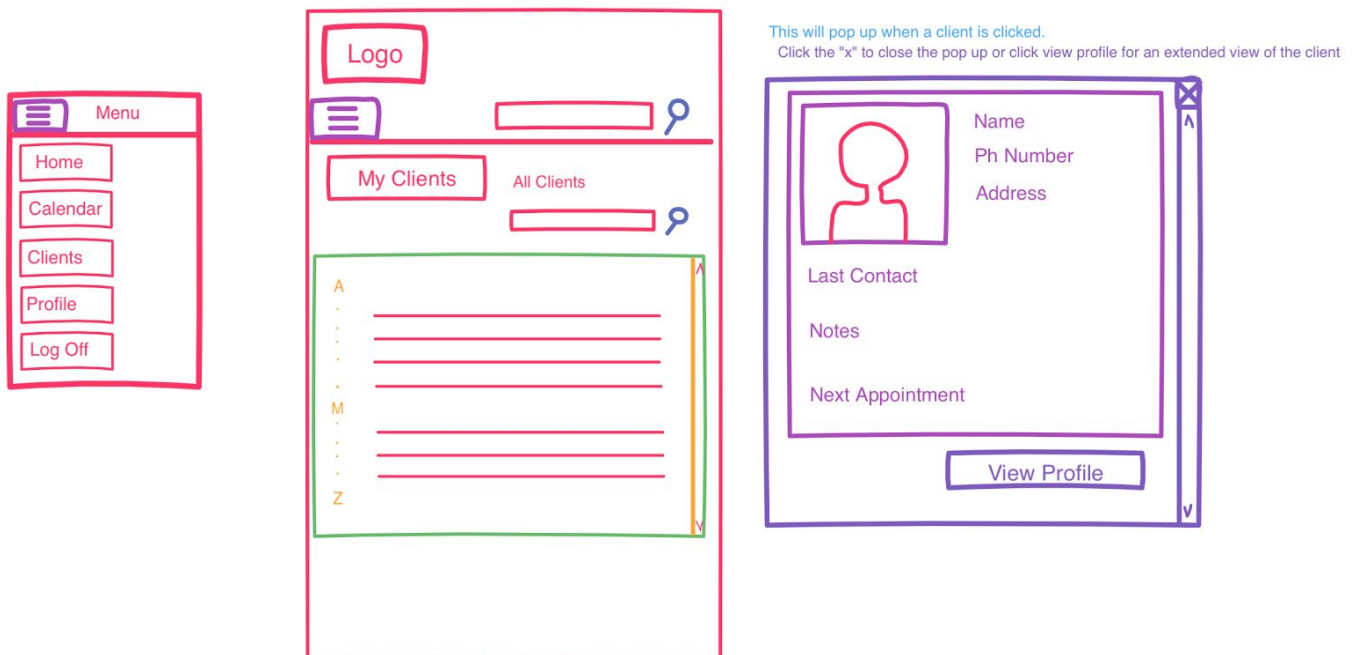 Menu
Home
Calendar
Clients
Profile
Log Off
Logo
My Clients
All Clients
A
M
Z
This will pop up when a client is clicked.
Click the "x" to close the pop up or click view profile for an extended view of the client
Name
Ph Number
Address
Last Contact
Notes
Next Appointment
View Profile